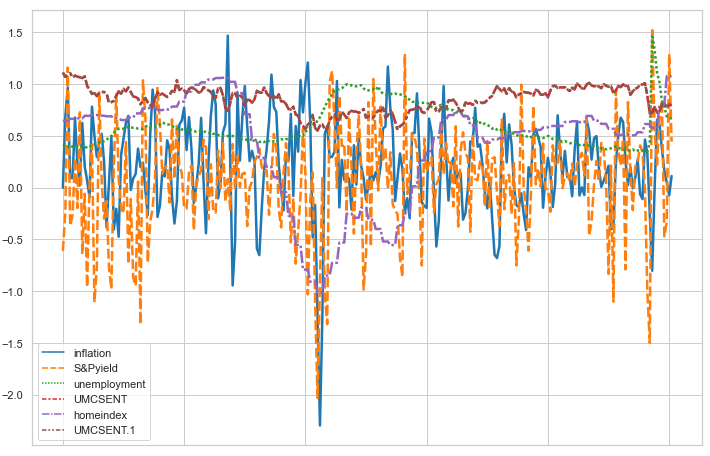 1.5
1.0
0.5
0.0
−0.5
−1.0
−1.5
−2.0
inflation
S&Pyield
unemployment
UMCSENT
homeindex
UMCSENT.1